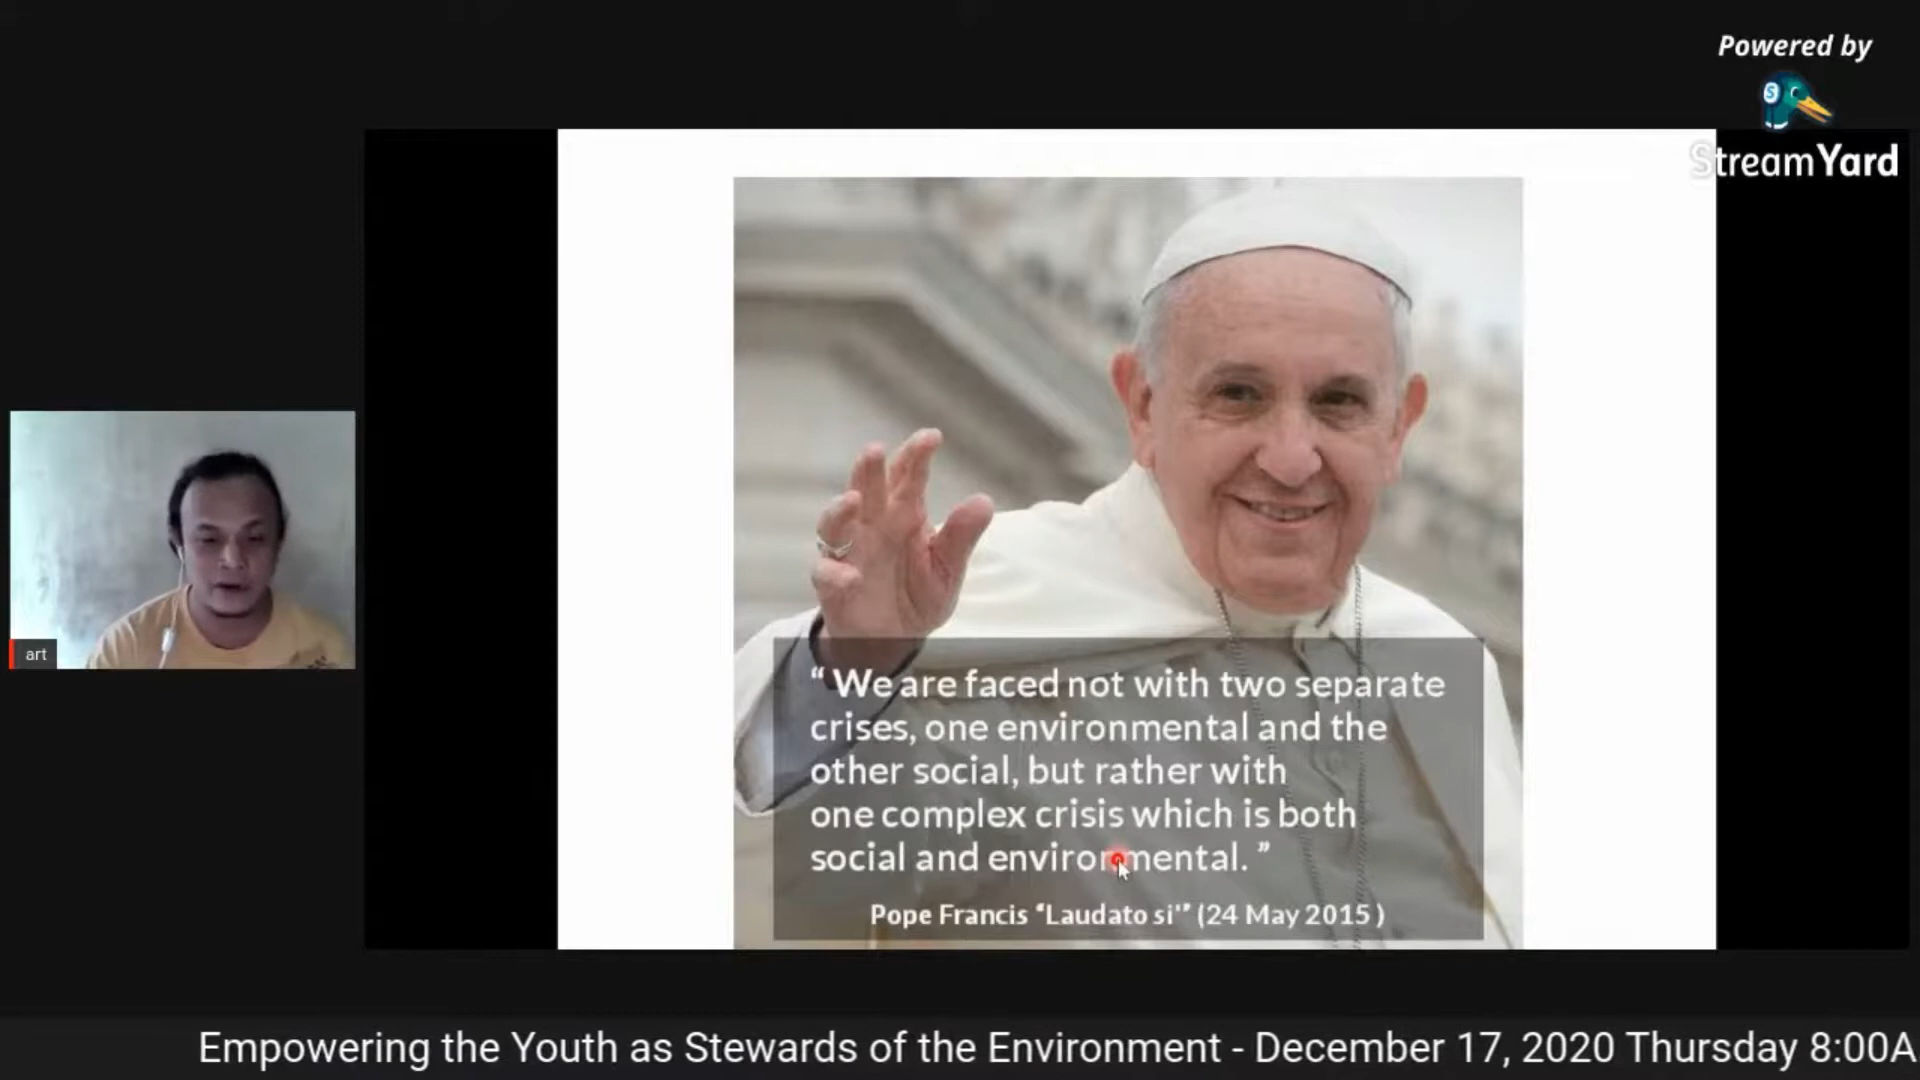 Powered by
StreamYard
art
“ We are faced not with two separate
crises, one environmental and the
other social, but rather with
one complex crisis which is both
social and environmental. ”
Pope Francis “Laudato si'” (24 May 2015 )
Empowering the Youth as Stewards of the Environment - December 17, 2020 Thursday 8:00A